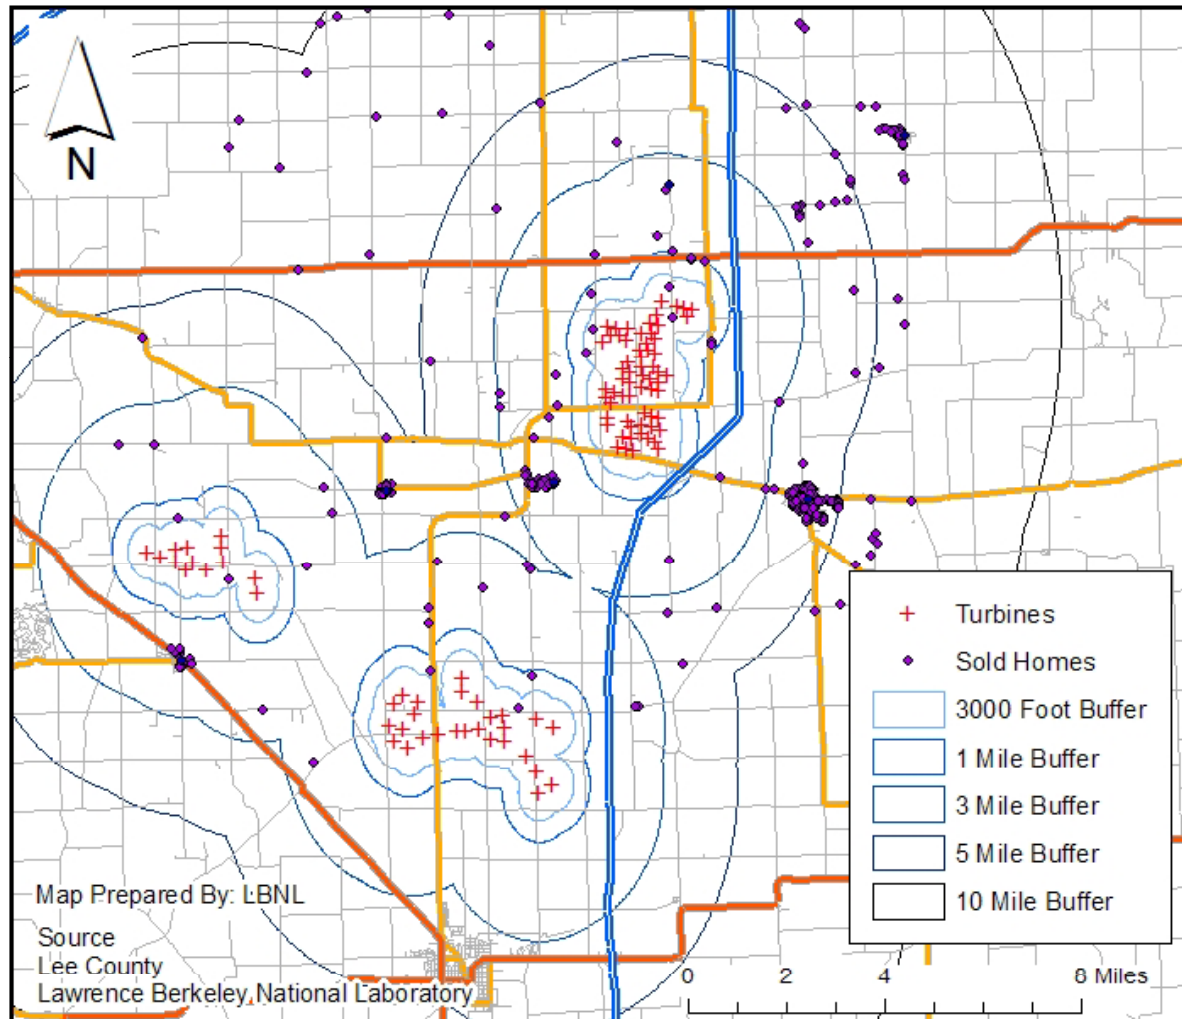 N
Turbines
Sold Homes
3000 Foot Buffer
1 Mile Buffer
3 Mile Buffer
5 Mile Buffer
10 Mile Buffer
Map Prepared By: LBNL
Source
Lee County
Lawrence Berkeley National Laboratory
0 2 4 8 Miles